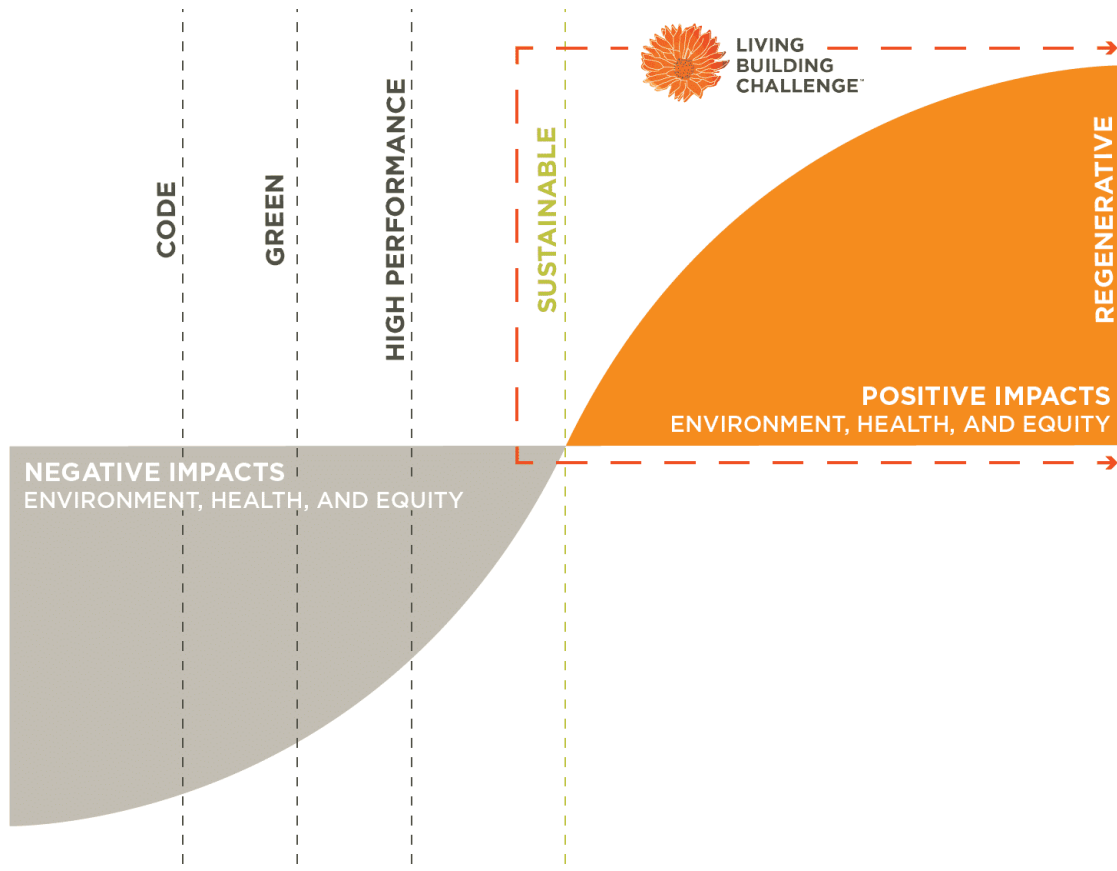 CODE
GREEN
HIGH PERFORMANCE
SUSTAINABLE
LIVING
BUILDING
CHALLENGE™
REGENERATIVE
POSITIVE IMPACTS
ENVIRONMENT, HEALTH, AND EQUITY
NEGATIVE IMPACTS
ENVIRONMENT, HEALTH, AND EQUITY